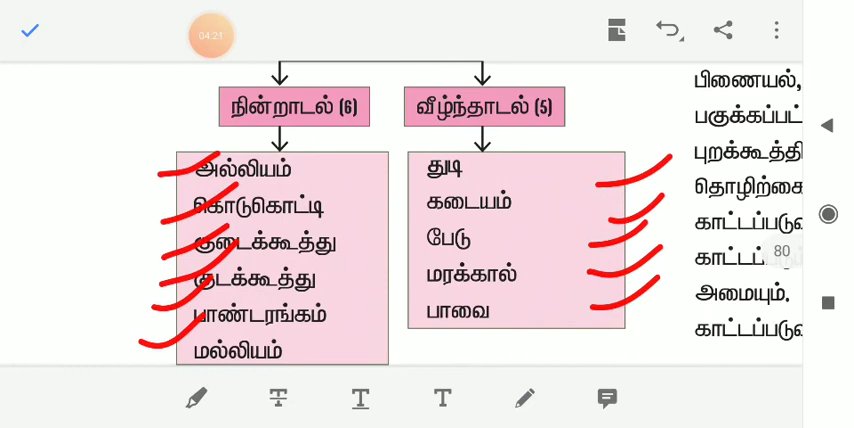 04:21
நின்றாடல் (6)
வீழ்ந்தாடல் (5)
அல்லியம்
கொடுகொட்டி
குடைக்கூத்து
குடக்கூத்து
பாண்டரங்கம்
மல்லியம்
துடி
கடையம்
பேடு
மரக்கால்
பாவை
பிணையல்,
பகுக்கப்பட்
புறக்கூத்தி
தொழிற்கை
காட்டப்படுவ
காட்டப்
அமையும்.
காட்டப்படுவ
80